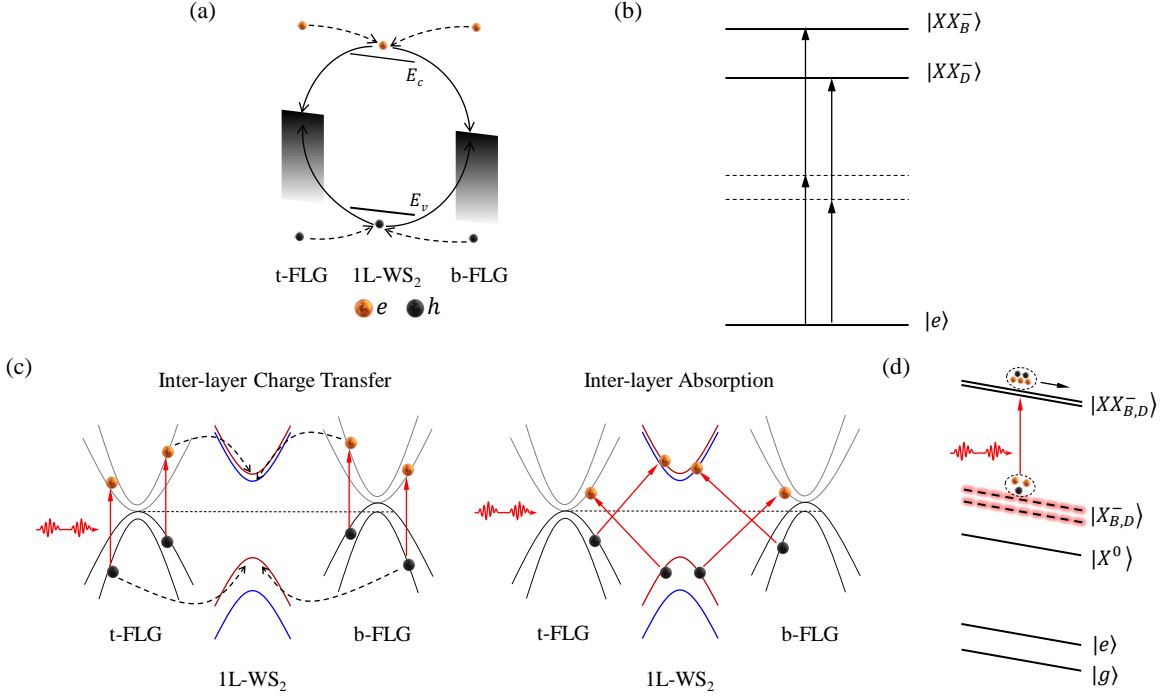 (a)
E_c
E_v
t-FLG 1L-WS₂ b-FLG
e h
(b)
|XX_B^-⟩
|XX_D^-⟩
|e⟩
(c)
Inter-layer Charge Transfer
t-FLG b-FLG
1L-WS₂
Inter-layer Absorption
t-FLG b-FLG
1L-WS₂
(d)
|XX_{B,D}^-⟩
|X_{B,D}^-⟩
|X^0⟩
|e⟩
|g⟩